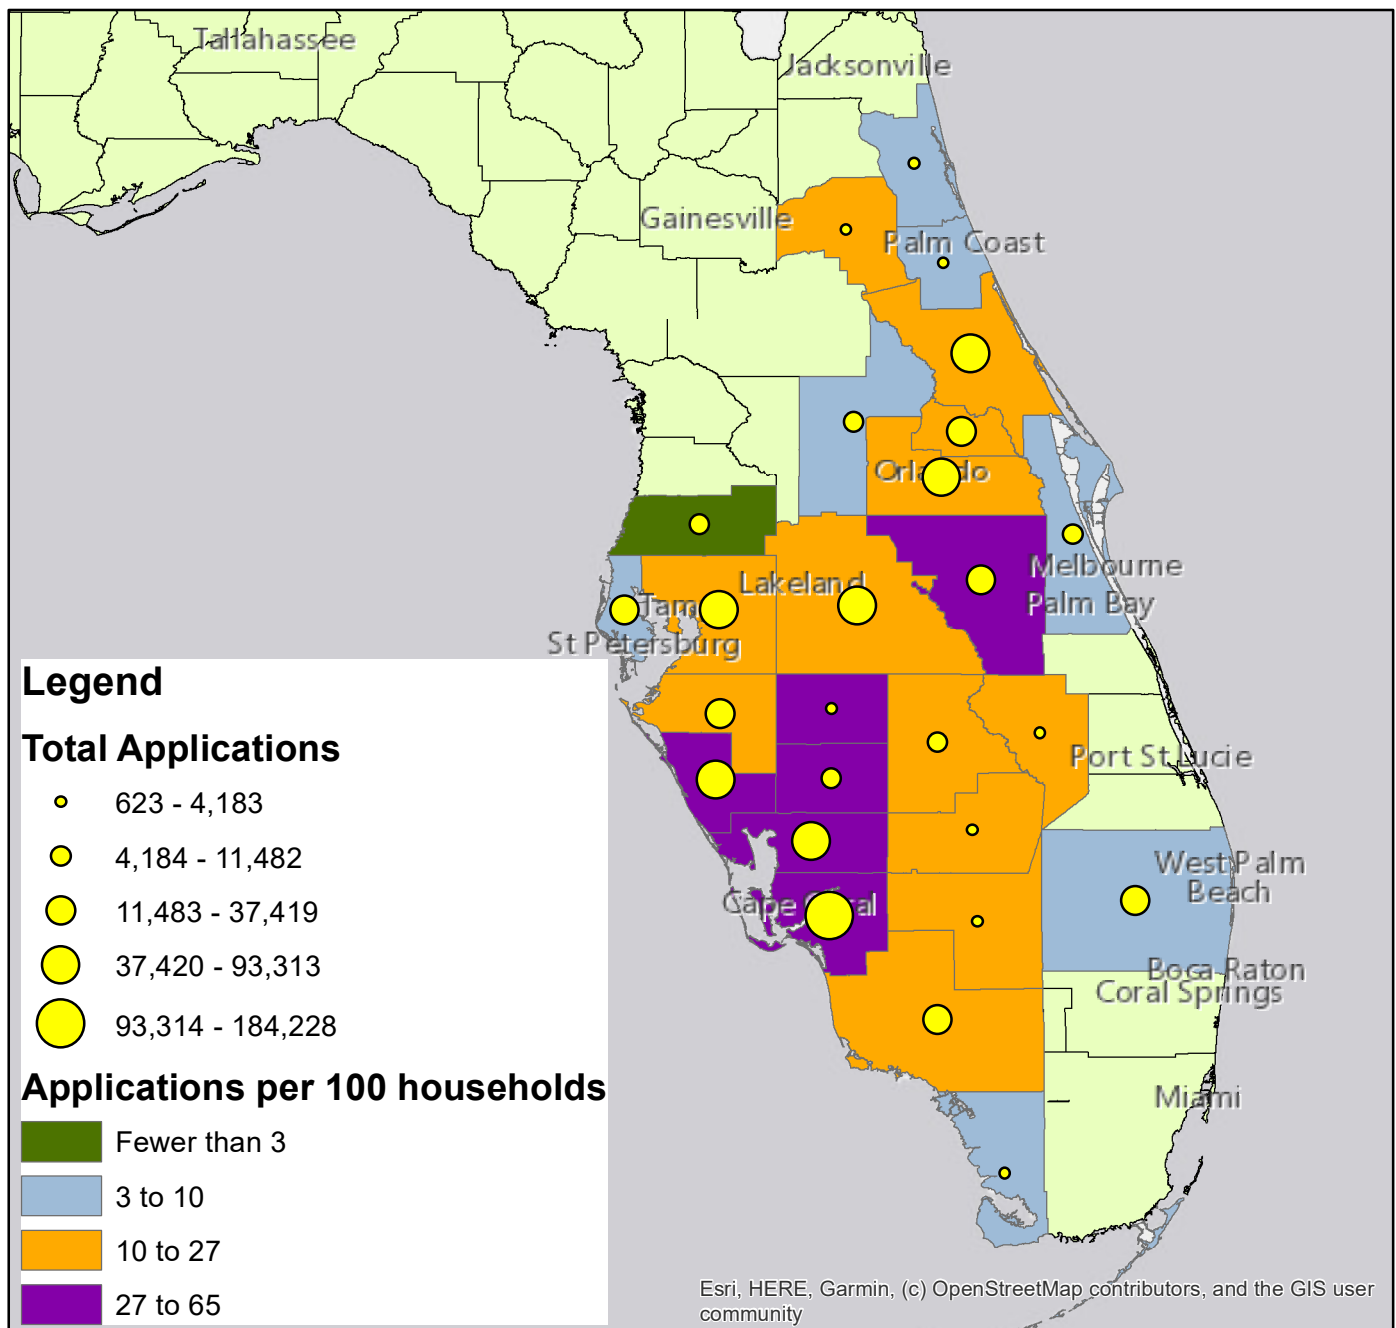 Tallahassee
Jacksonville
Gainesville
Palm Coast
Orlando
Melbourne
Lakeland
Palm Bay
Tam
St Petersburg
Port St Lucie
West Palm
Beach
Cape Coral
Boca Raton
Coral Springs
Miami
Legend
Total Applications
623 - 4,183
4,184 - 11,482
11,483 - 37,419
37,420 - 93,313
93,314 - 184,228
Applications per 100 households
Fewer than 3
3 to 10
10 to 27
27 to 65
Esri, HERE, Garmin, (c) OpenStreetMap contributors, and the GIS user
community